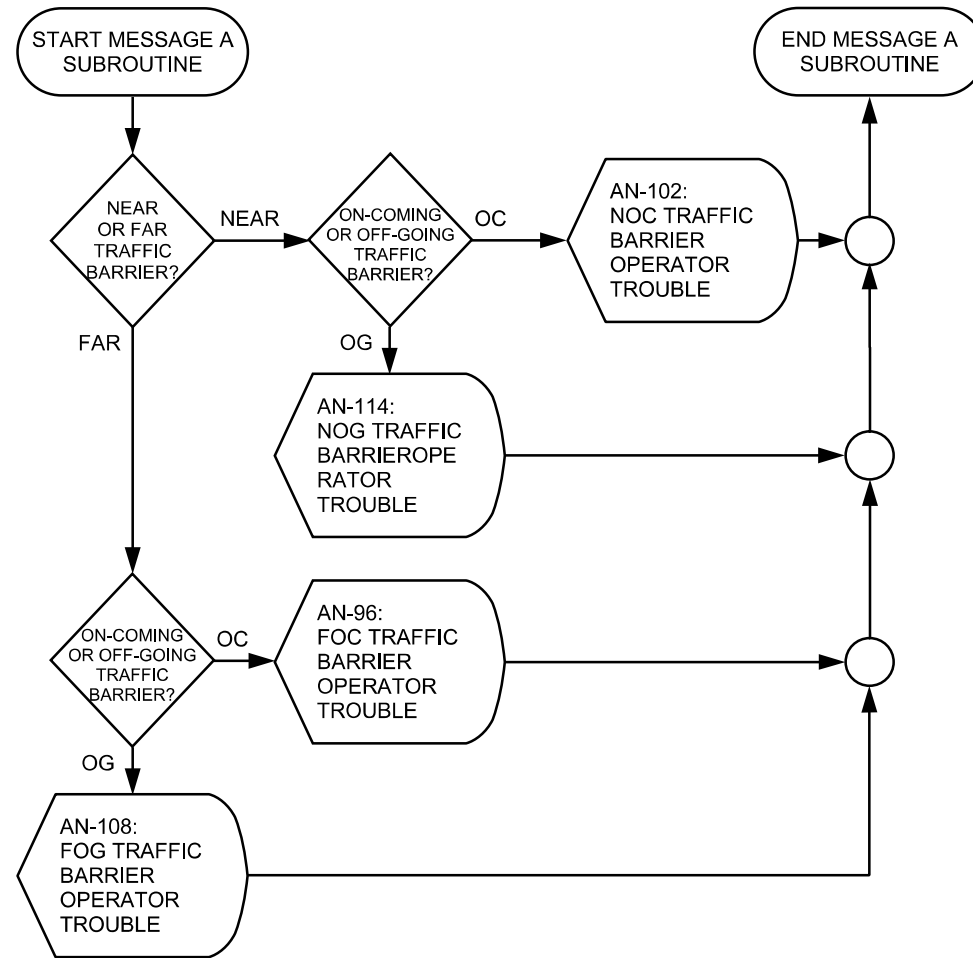 START MESSAGE A
SUBROUTINE
END MESSAGE A
SUBROUTINE
NEAR
OR FAR
TRAFFIC
BARRIER?
NEAR
ON-COMING
OR OFF-GOING
TRAFFIC
BARRIER?
OC
AN-102:
NOC TRAFFIC
BARRIER
OPERATOR
TROUBLE
FAR
OG
AN-114:
NOG TRAFFIC
BARRIEROPE
RATOR
TROUBLE
ON-COMING
OR OFF-GOING
TRAFFIC
BARRIER?
OC
AN-96:
FOC TRAFFIC
BARRIER
OPERATOR
TROUBLE
OG
AN-108:
FOG TRAFFIC
BARRIER
OPERATOR
TROUBLE